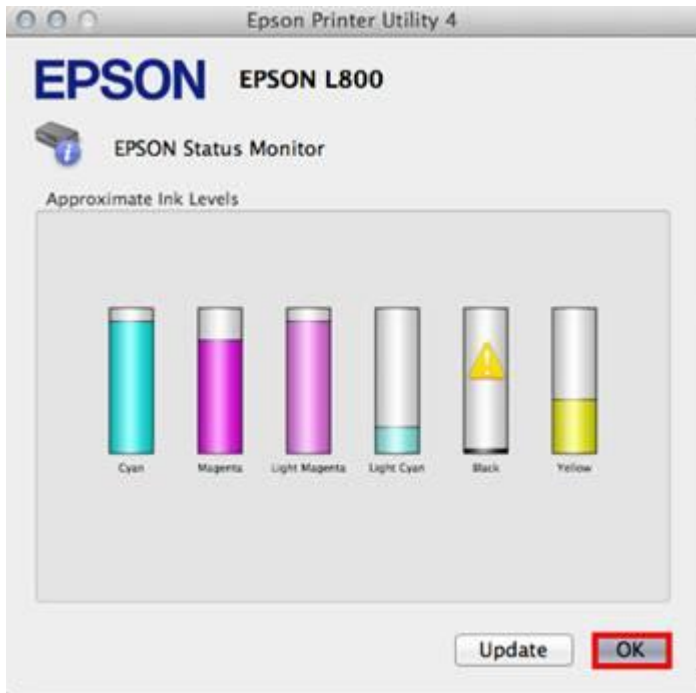 Epson Printer Utility 4
EPSON EPSON L800
EPSON Status Monitor
Approximate Ink Levels
Cyan Magenta Light Magenta Light Cyan Black Yellow
Update OK